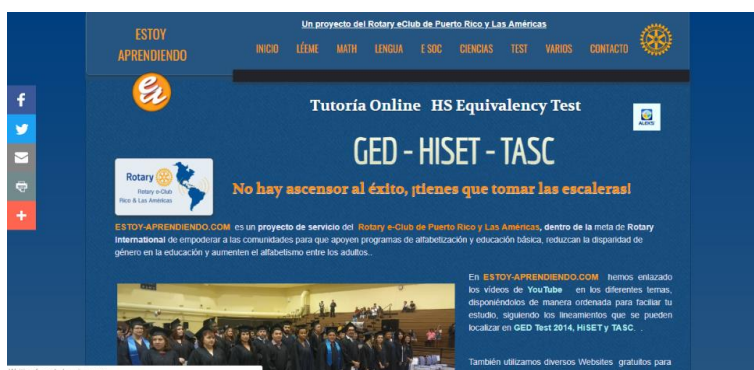 Un proyecto del Rotary eClub de Puerto Rico y Las Américas
ESTOY
APRENDIENDO
INICIO LÉEME MATH LENGUA E SOC CIENCIAS TEST VARIOS CONTACTO
Tutoría Online HS Equivalency Test
ALEKS
GED - HISET - TASC
Rotary
Rotary e-Club
Rico & Las Américas
No hay ascensor al éxito, ¡tienes que tomar las escaleras!
ESTOY-APRENDIENDO.COM es un proyecto de servicio del Rotary e-Club de Puerto Rico y Las Américas, dentro de la meta de Rotary
International de empoderar a las comunidades para que apoyen programas de alfabetización y educación básica, reduzcan la disparidad de
género en la educación y aumenten el alfabetismo entre los adultos..
En ESTOY-APRENDIENDO.COM hemos enlazado
los vídeos de YouTube en los diferentes temas,
disponiéndolos de manera ordenada para faciliar tu
estudio, siguiendo los lineamientos que se pueden
localizar en GED Test 2014, HiSET y TASC. .
También utilizamos diversos Websites gratuitos para